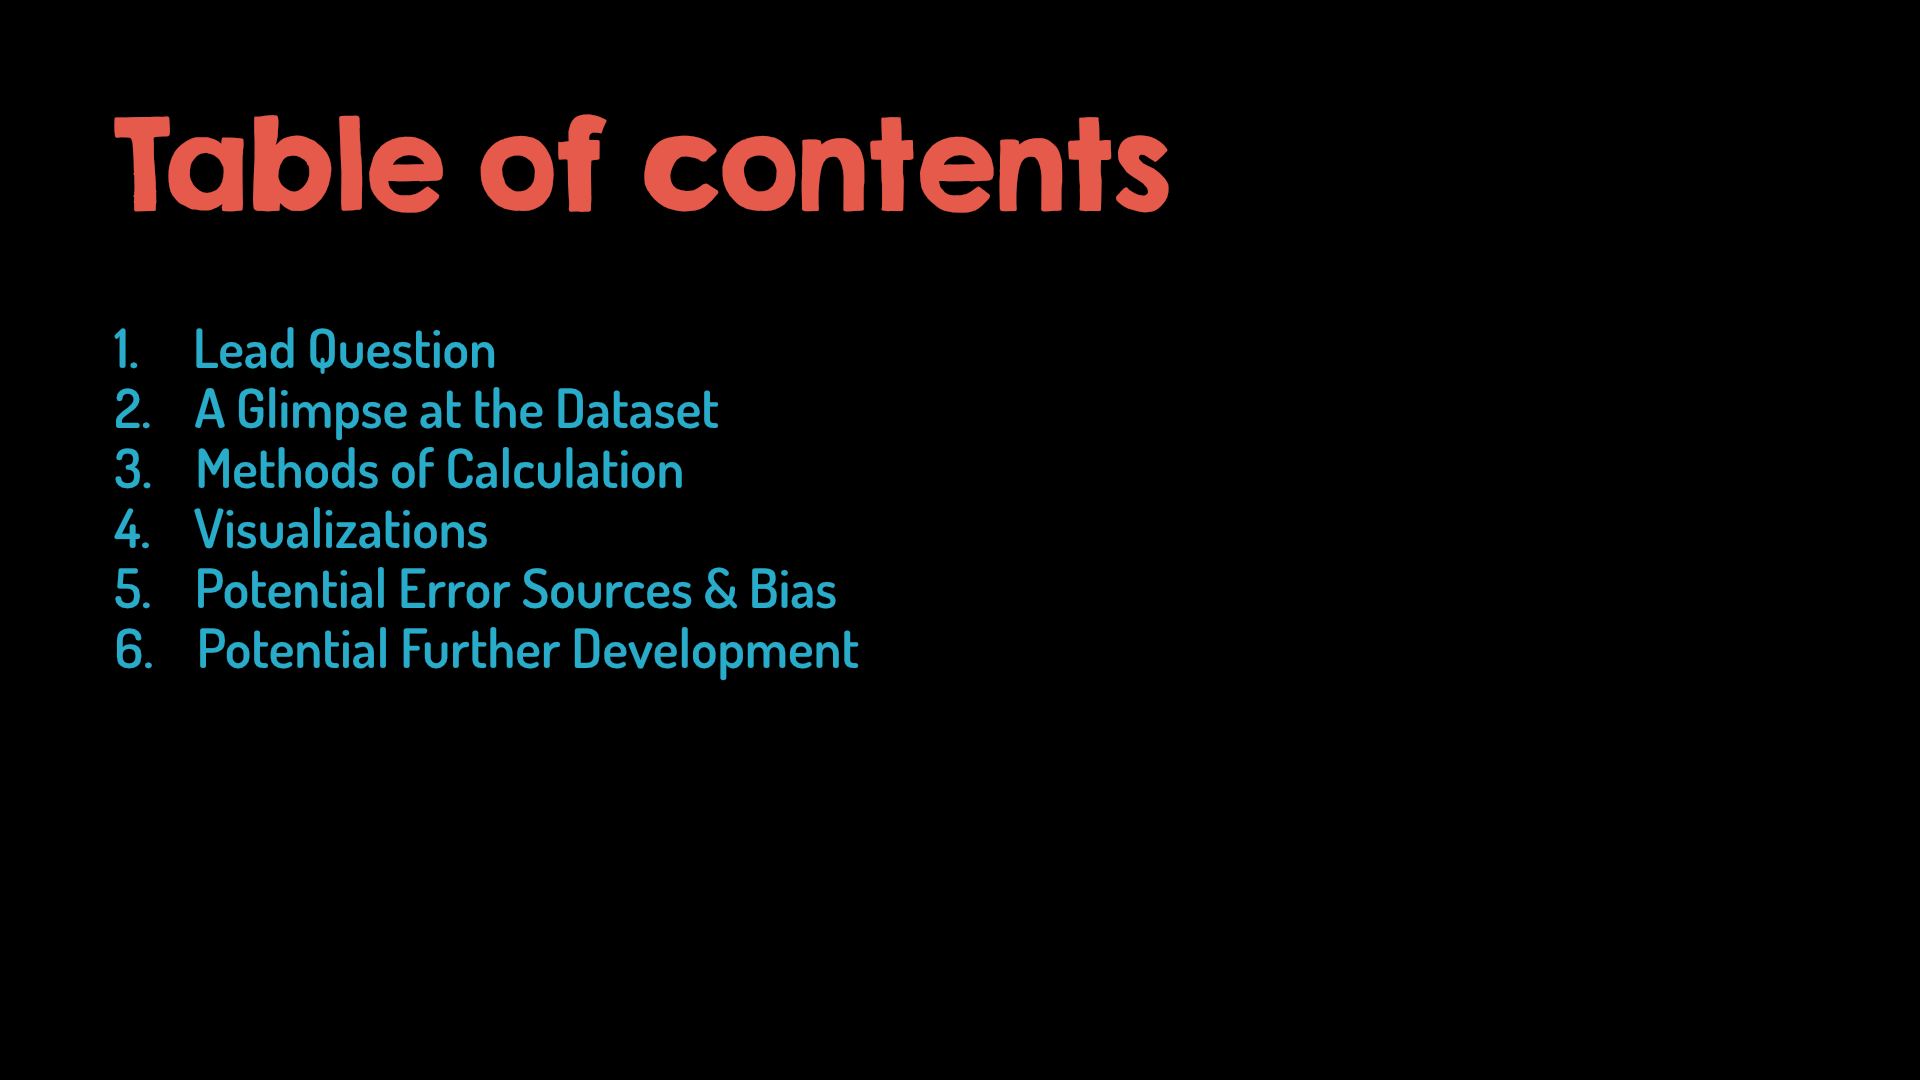 Table of contents
1. Lead Question
2. A Glimpse at the Dataset
3. Methods of Calculation
4. Visualizations
5. Potential Error Sources & Bias
6. Potential Further Development